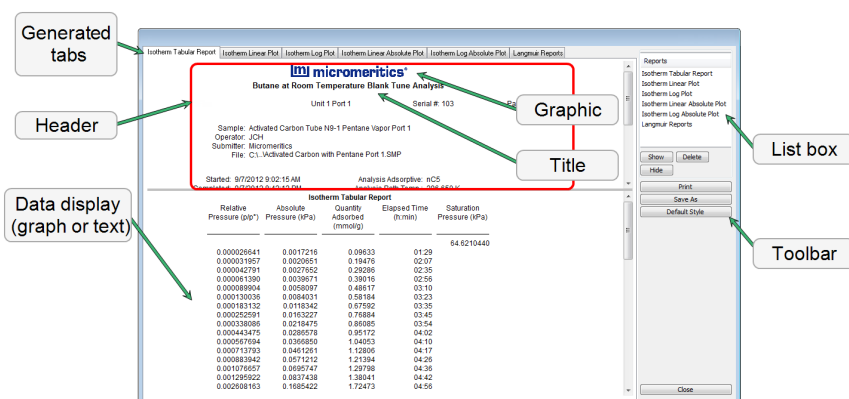 Generated
tabs
Isotherm Tabular Report Isotherm Linear Plot Isotherm Log Plot Isotherm Linear Absolute Plot Isotherm Log Absolute Plot Langmuir Reports
micromeritics
Butane at Room Temperature Blank Tune Analysis
Unit 1 Port 1 Serial #: 103
Graphic
Header
Sample: Activated Carbon Tube N9-1 Pentane Vapor Port 1
Operator: JCH
Submitter: Micromeritics
File: C:\...\Activated Carbon with Pentane Port 1.SMP
Title
Started: 9/7/2012 9:02:15 AM Analysis Adsorptive: nC5
Reports
Isotherm Tabular Report
Isotherm Linear Plot
Isotherm Log Plot
Isotherm Linear Absolute Plot
Isotherm Log Absolute Plot
Langmuir Reports
List box
Show Delete
Hide
Print
Save As
Default Style
Toolbar
Data display
(graph or text)
Isotherm Tabular Report
Relative Absolute Quantity Elapsed Time Saturation
Pressure (p/p°) Pressure (kPa) Adsorbed (h:min) Pressure (kPa)
(mmol/g)
64.6210440
0.000026641 0.0017216 0.09633 01:29
0.000031957 0.0020651 0.19476 02:07
0.000042791 0.0027652 0.29286 02:35
0.000061390 0.0039671 0.39016 02:56
0.000089904 0.0058097 0.48617 03:10
0.000130036 0.0084031 0.58184 03:23
0.000183132 0.0118342 0.67592 03:35
0.000252591 0.0163227 0.76884 03:45
0.000338086 0.0218475 0.86085 03:54
0.000443475 0.0286578 0.95172 04:02
0.000567694 0.0366850 1.04053 04:10
0.000713793 0.0461261 1.12806 04:17
0.000883942 0.0571212 1.21394 04:26
0.001076657 0.0695747 1.29798 04:36
0.001295922 0.0837438 1.38041 04:42
0.002608163 0.1685422 1.72473 04:56
Close